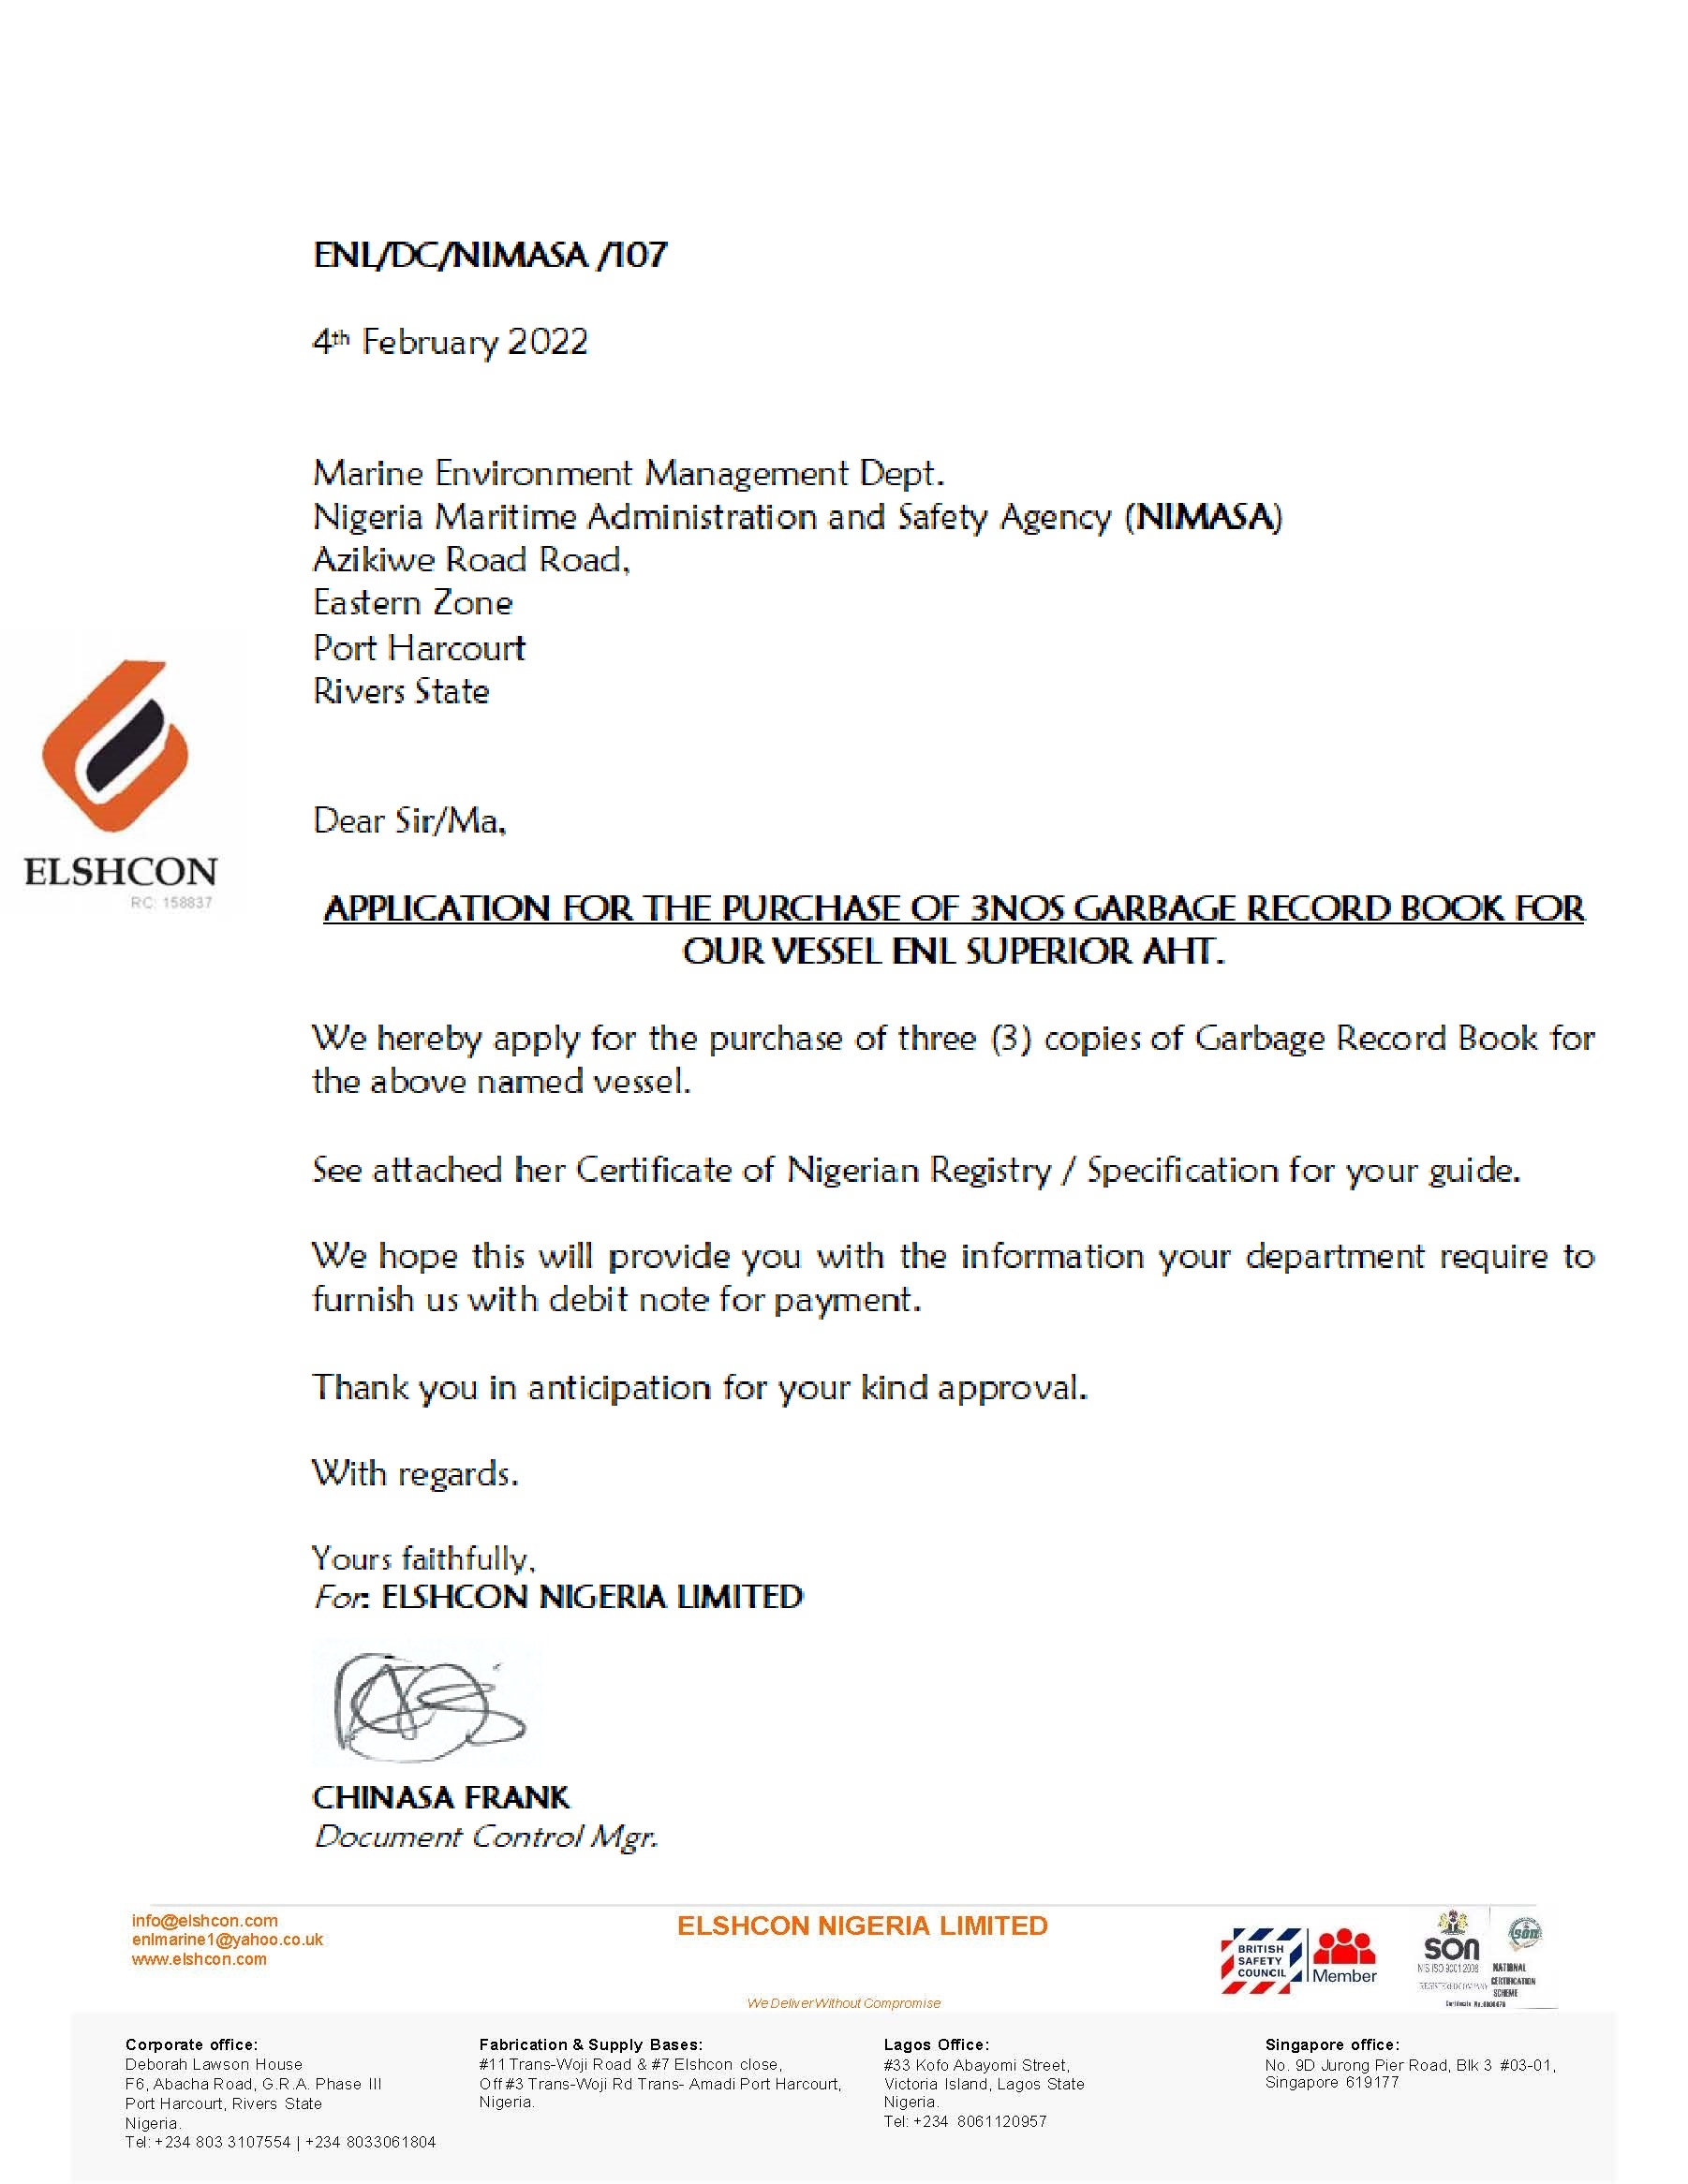 ENL/DC/NIMASA /107
4th February 2022
Marine Environment Management Dept.
Nigeria Maritime Administration and Safety Agency (NIMASA)
Azikiwe Road Road,
Eastern Zone
Port Harcourt
Rivers State
ELSHCON
RC: 158837
Dear Sir/Ma,
APPLICATION FOR THE PURCHASE OF 3NOS GARBAGE RECORD BOOK FOR
OUR VESSEL ENL SUPERIOR AHT.
We hereby apply for the purchase of three (3) copies of Garbage Record Book for
the above named vessel.
See attached her Certificate of Nigerian Registry / Specification for your guide.
We hope this will provide you with the information your department require to
furnish us with debit note for payment.
Thank you in anticipation for your kind approval.
With regards.
Yours faithfully,
For: ELSHCON NIGERIA LIMITED
CHINASA FRANK
Document Control Mgr.
info@elshcon.com
enlmarine1@yahoo.co.uk
www.elshcon.com
ELSHCON NIGERIA LIMITED
We Deliver Without Compromise
BRITISH
SAFETY
COUNCIL
Member
SON
NIS ISO 9001 2008
REGISTERED COMPANY
SON
NATIONAL
CERTIFICATION
SCHEME
Corporate office:
Deborah Lawson House
F6, Abacha Road, G.R.A. Phase III
Port Harcourt, Rivers State
Nigeria.
Tel: +234 803 3107554 | +234 8033061804
Fabrication & Supply Bases:
#11 Trans-Woji Road & #7 Elshcon close,
Off #3 Trans-Woji Rd Trans- Amadi Port Harcourt,
Nigeria.
Lagos Office:
#33 Kofo Abayomi Street,
Victoria Island, Lagos State
Nigeria.
Tel: +234 8061120957
Singapore office:
No. 9D Jurong Pier Road, Blk 3 #03-01,
Singapore 619177